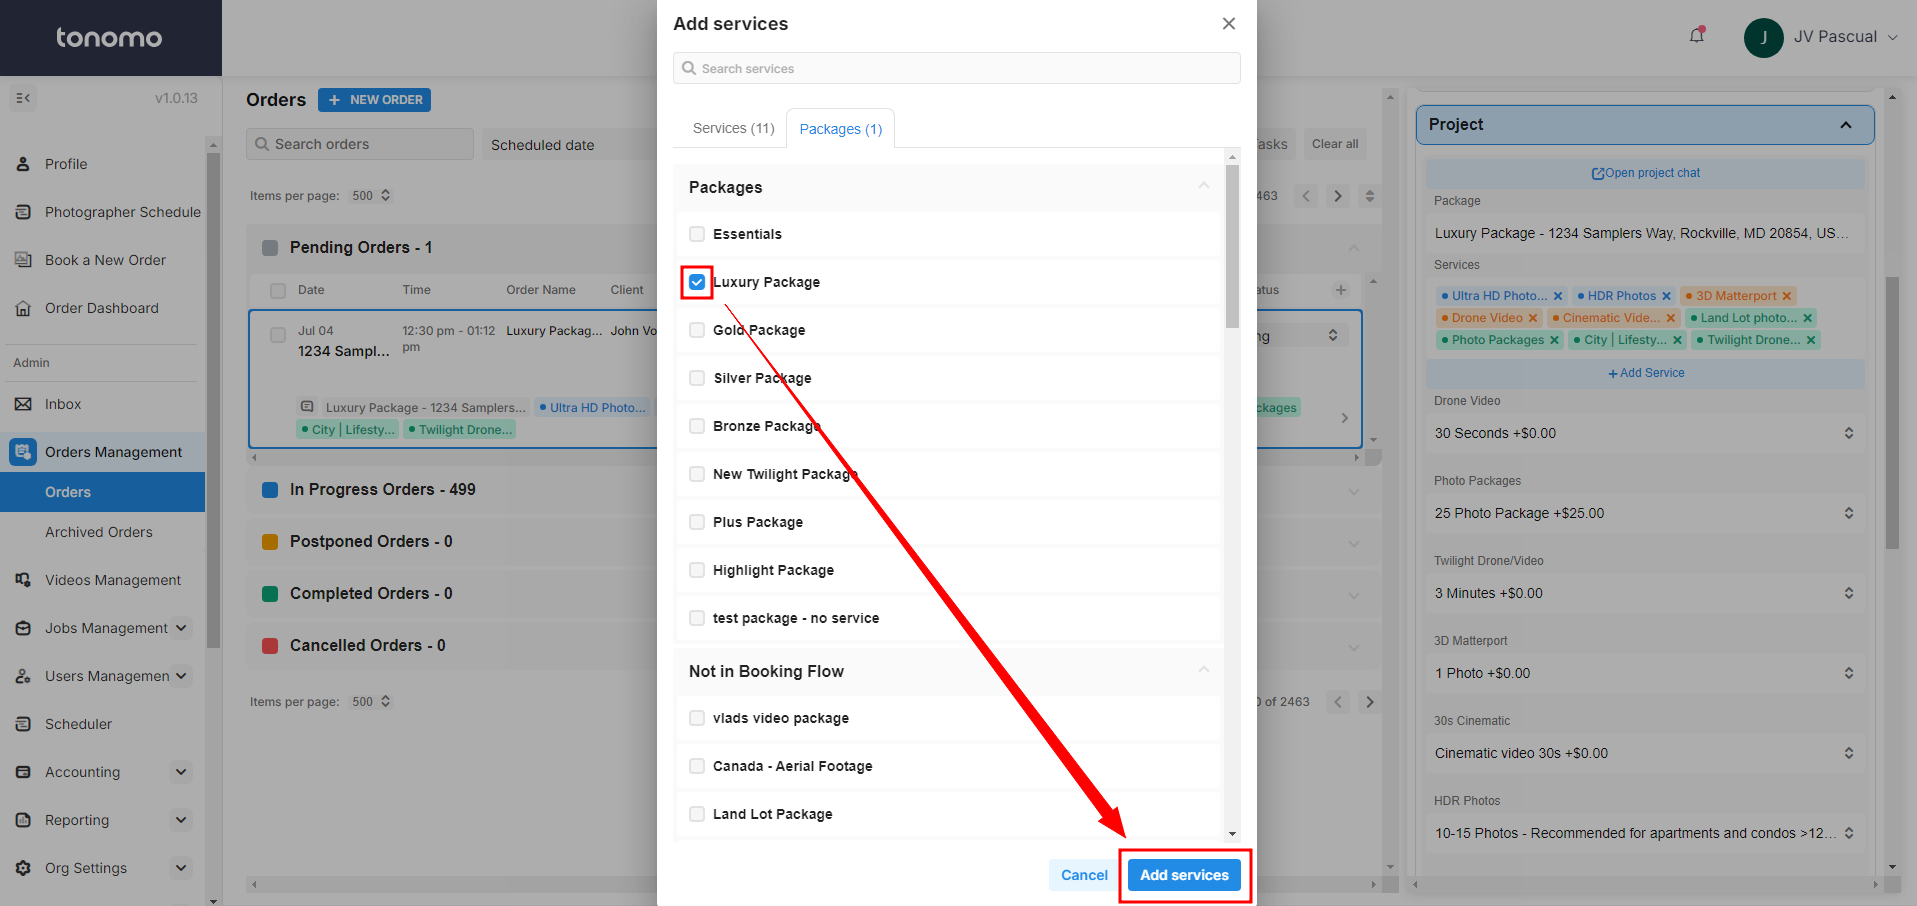 tonomo
v1.0.13
Profile
Photographer Schedule
Book a New Order
Order Dashboard
Admin
Inbox
Orders Management
Orders
Archived Orders
Videos Management
Jobs Management
Users Managemen
Scheduler
Accounting
Reporting
Org Settings
Orders
+ NEW ORDER
Search orders
Scheduled date
Items per page: 500
Pending Orders - 1
Date Time Order Name Client
Jul 04 12:30 pm - 01:12 pm Luxury Packag... John Vo
1234 Sampl...
Luxury Package - 1234 Samplers... Ultra HD Photo...
City | Lifesty... Twilight Drone...
In Progress Orders - 499
Postponed Orders - 0
Completed Orders - 0
Cancelled Orders - 0
Items per page: 500
Add services
Search services
Services (11) Packages (1)
Packages
Essentials
Luxury Package
Gold Package
Silver Package
Bronze Package
New Twilight Package
Plus Package
Highlight Package
test package - no service
Not in Booking Flow
vlads video package
Canada - Aerial Footage
Land Lot Package
Cancel Add services
asks Clear all
463
atus +
ng
ckages
of 2463
J JV Pascual
Project
Open project chat
Package
Luxury Package - 1234 Samplers Way, Rockville, MD 20854, US...
Services
Ultra HD Photo... × HDR Photos × 3D Matterport ×
Drone Video × Cinematic Vide... × Land Lot photo... ×
Photo Packages × City | Lifesty... × Twilight Drone... ×
+ Add Service
Drone Video
30 Seconds +$0.00
Photo Packages
25 Photo Package +$25.00
Twilight Drone/Video
3 Minutes +$0.00
3D Matterport
1 Photo +$0.00
30s Cinematic
Cinematic video 30s +$0.00
HDR Photos
10-15 Photos - Recommended for apartments and condos >12...